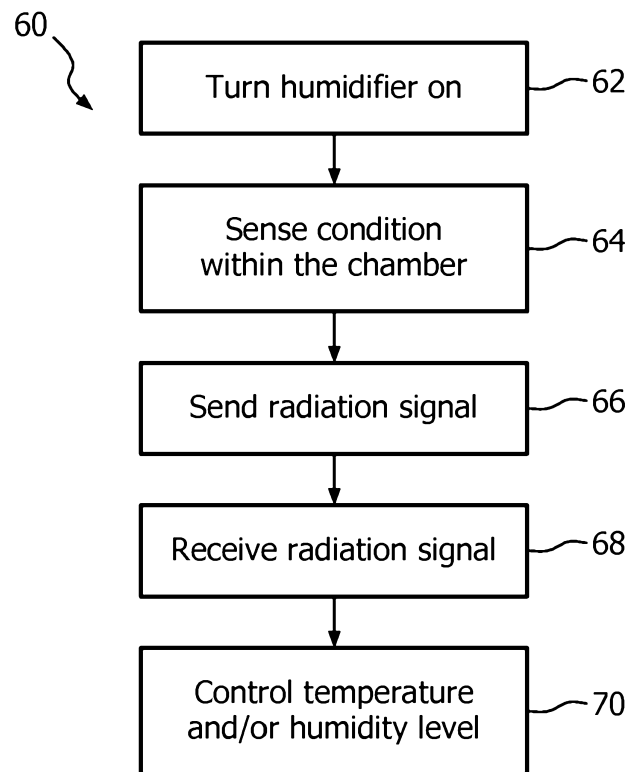 60
Turn humidifier on
62
Sense condition
within the chamber
64
Send radiation signal
66
Receive radiation signal
68
Control temperature
and/or humidity level
70